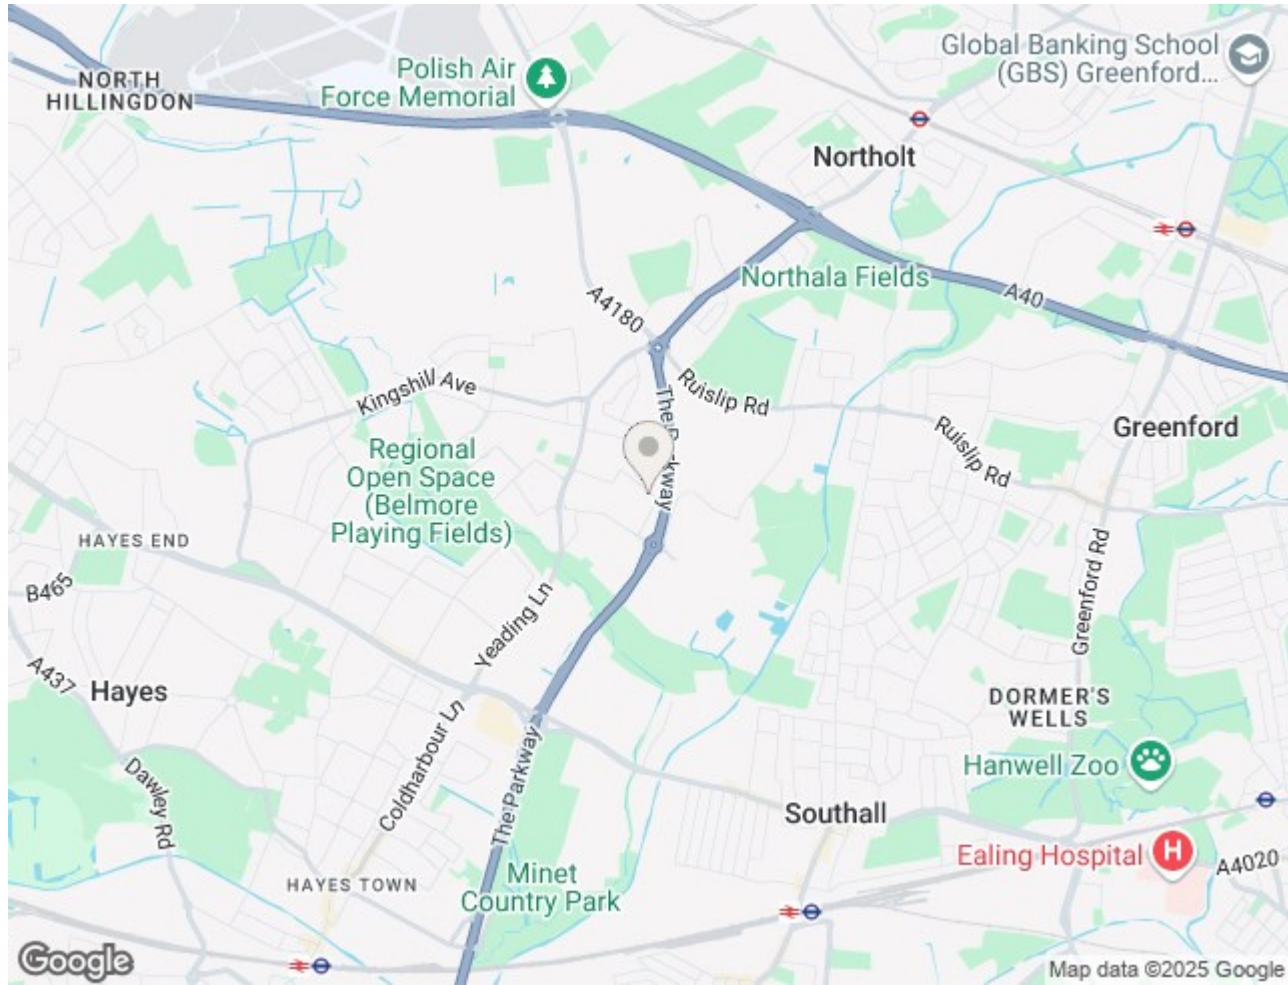 Global Banking School
(GBS) Greenford...
Polish Air
Force Memorial
NORTH
HILLINGDON
Northolt
Northala Fields
A40
A4180
Kingshill Ave
Ruislip Rd
The Parkway
Ruislip Rd
Greenford
Regional
Open Space
(Belmore
Playing Fields)
HAYES END
B465
Yeading Ln
Greenford Rd
A437
Hayes
DORMER'S
WELLS
Coldharbour Ln
Dawley Rd
The Parkway
Hanwell Zoo
Southall
Ealing Hospital
H
A4020
HAYES TOWN
Minet
Country Park
Google
Map data ©2025 Google